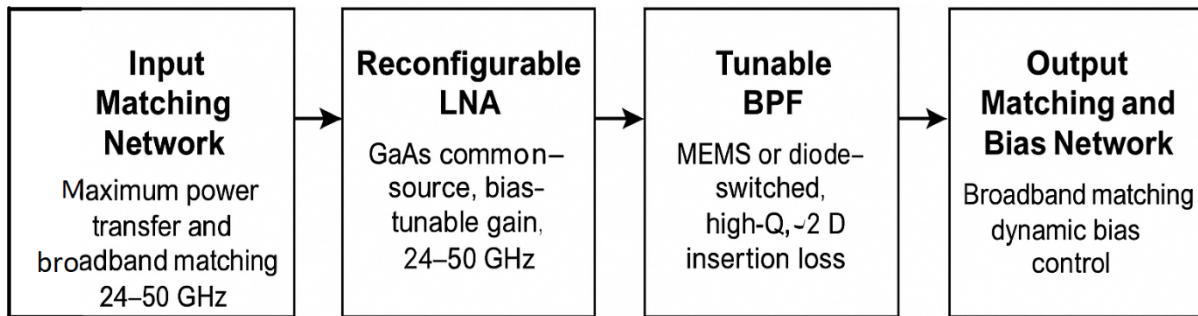 Input
Matching
Network
Maximum power
transfer and
broadband matching
24–50 GHz
Reconfigurable
LNA
GaAs common–
source, bias-
tunable gain,
24–50 GHz
Tunable
BPF
MEMS or diode–
switched,
high-Q, ~2 D
insertion loss
Output
Matching and
Bias Network
Broadband matching
dynamic bias
control